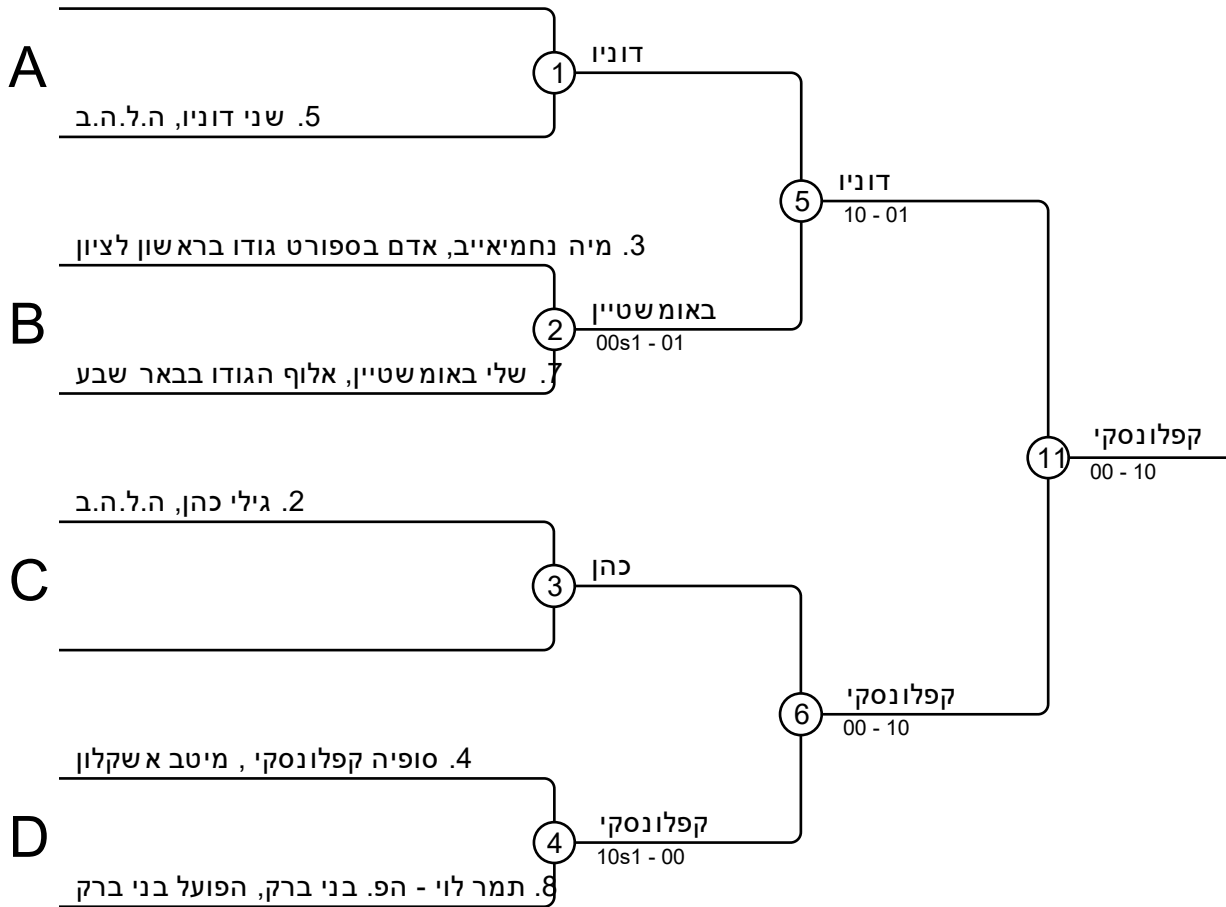 A
1
דוניו
5. שני דוניו, ה.ל.ה.ב
5
דוניו
10 - 01
3. מיה נחמיאייב, אדם בספורט גודו בראשון לציון
B
2
באומשטיין
00s1 - 01
7. שלי באומשטיין, אלוף הגודו בבאר שבע
11
קפלונסקי
00 - 10
2. גילי כהן, ה.ל.ה.ב
C
3
כהן
6
קפלונסקי
00 - 10
4. סופיה קפלונסקי , מיטב אשקלון
D
4
קפלונסקי
10s1 - 00
8. תמר לוי - הפ. בני ברק, הפועל בני ברק